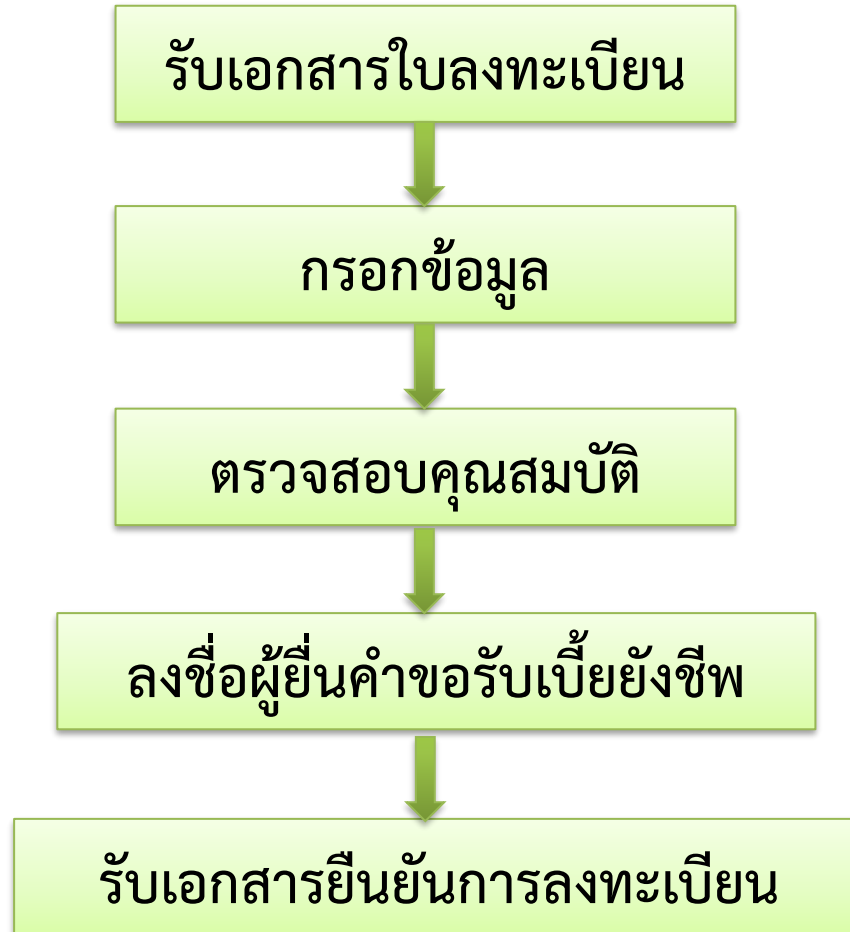 รับเอกสารใบลงทะเบียน
กรอกข้อมูล
ตรวจสอบคุณสมบัติ
ลงชื่อผู้ยื่นคำขอรับเบี้ยยังชีพ
รับเอกสารยืนยันการลงทะเบียน